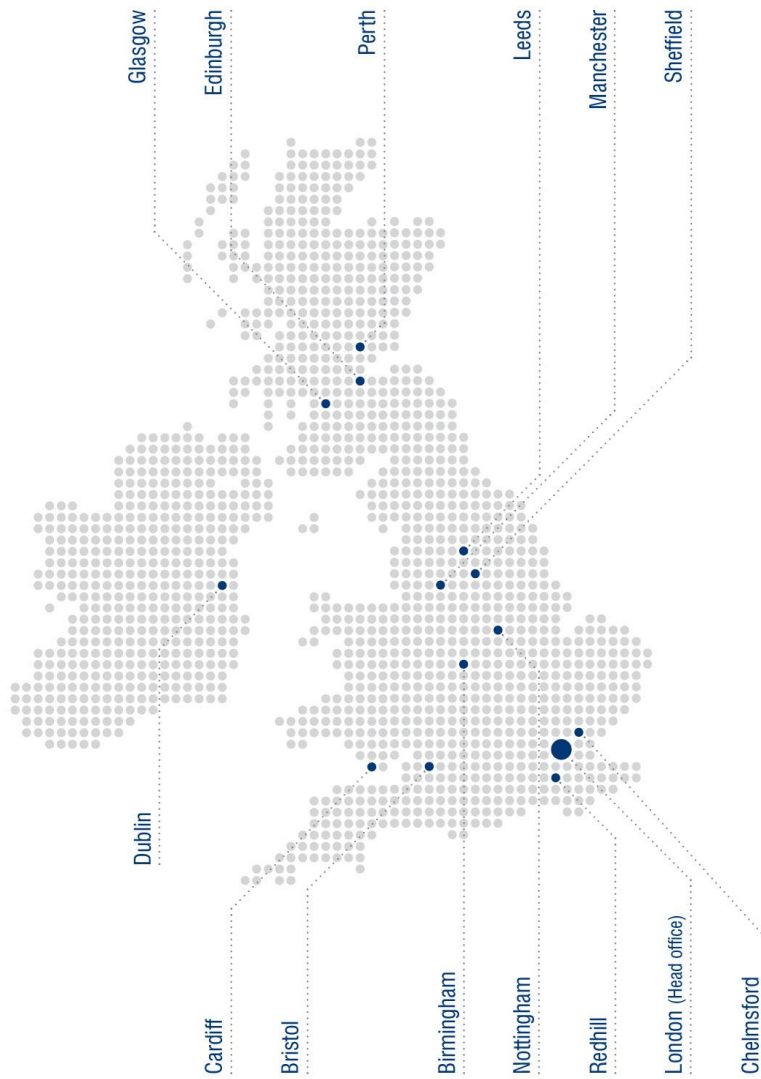 Glasgow
Edinburgh
Perth
Leeds
Manchester
Sheffield
Dublin
Cardiff
Bristol
Birmingham
Nottingham
Redhill
London (Head office)
Chelmsford